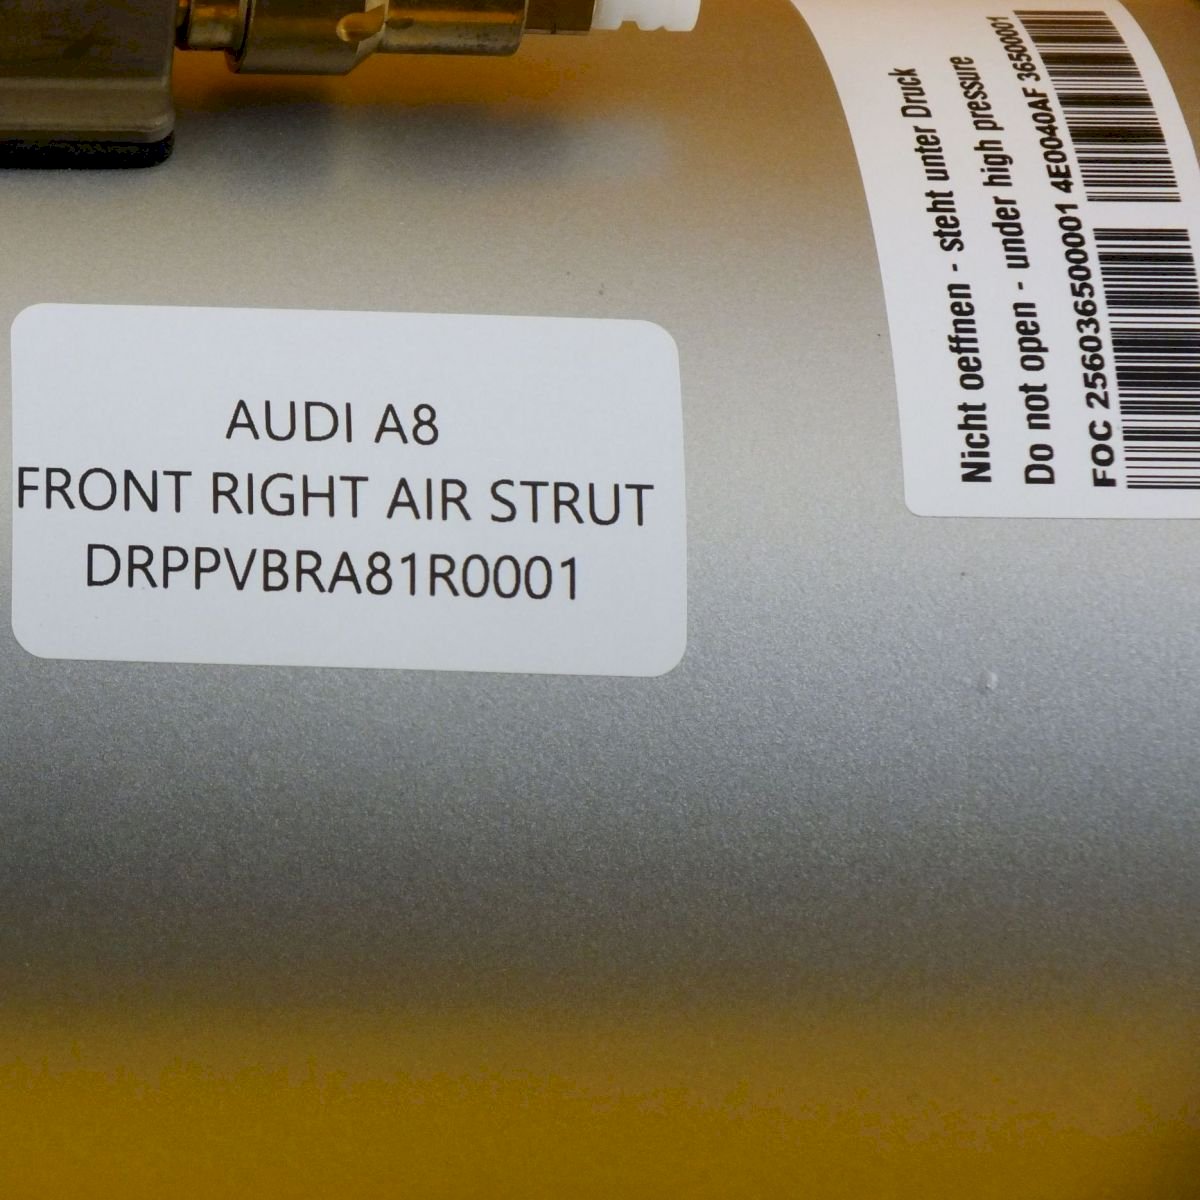 AUDI A8
FRONT RIGHT AIR STRUT
DRPPVBRA81R0001
Nicht oeffnen - steht unter Druck
Do not open - under high pressure
FOC 256036500001 4E0040AF 36500001